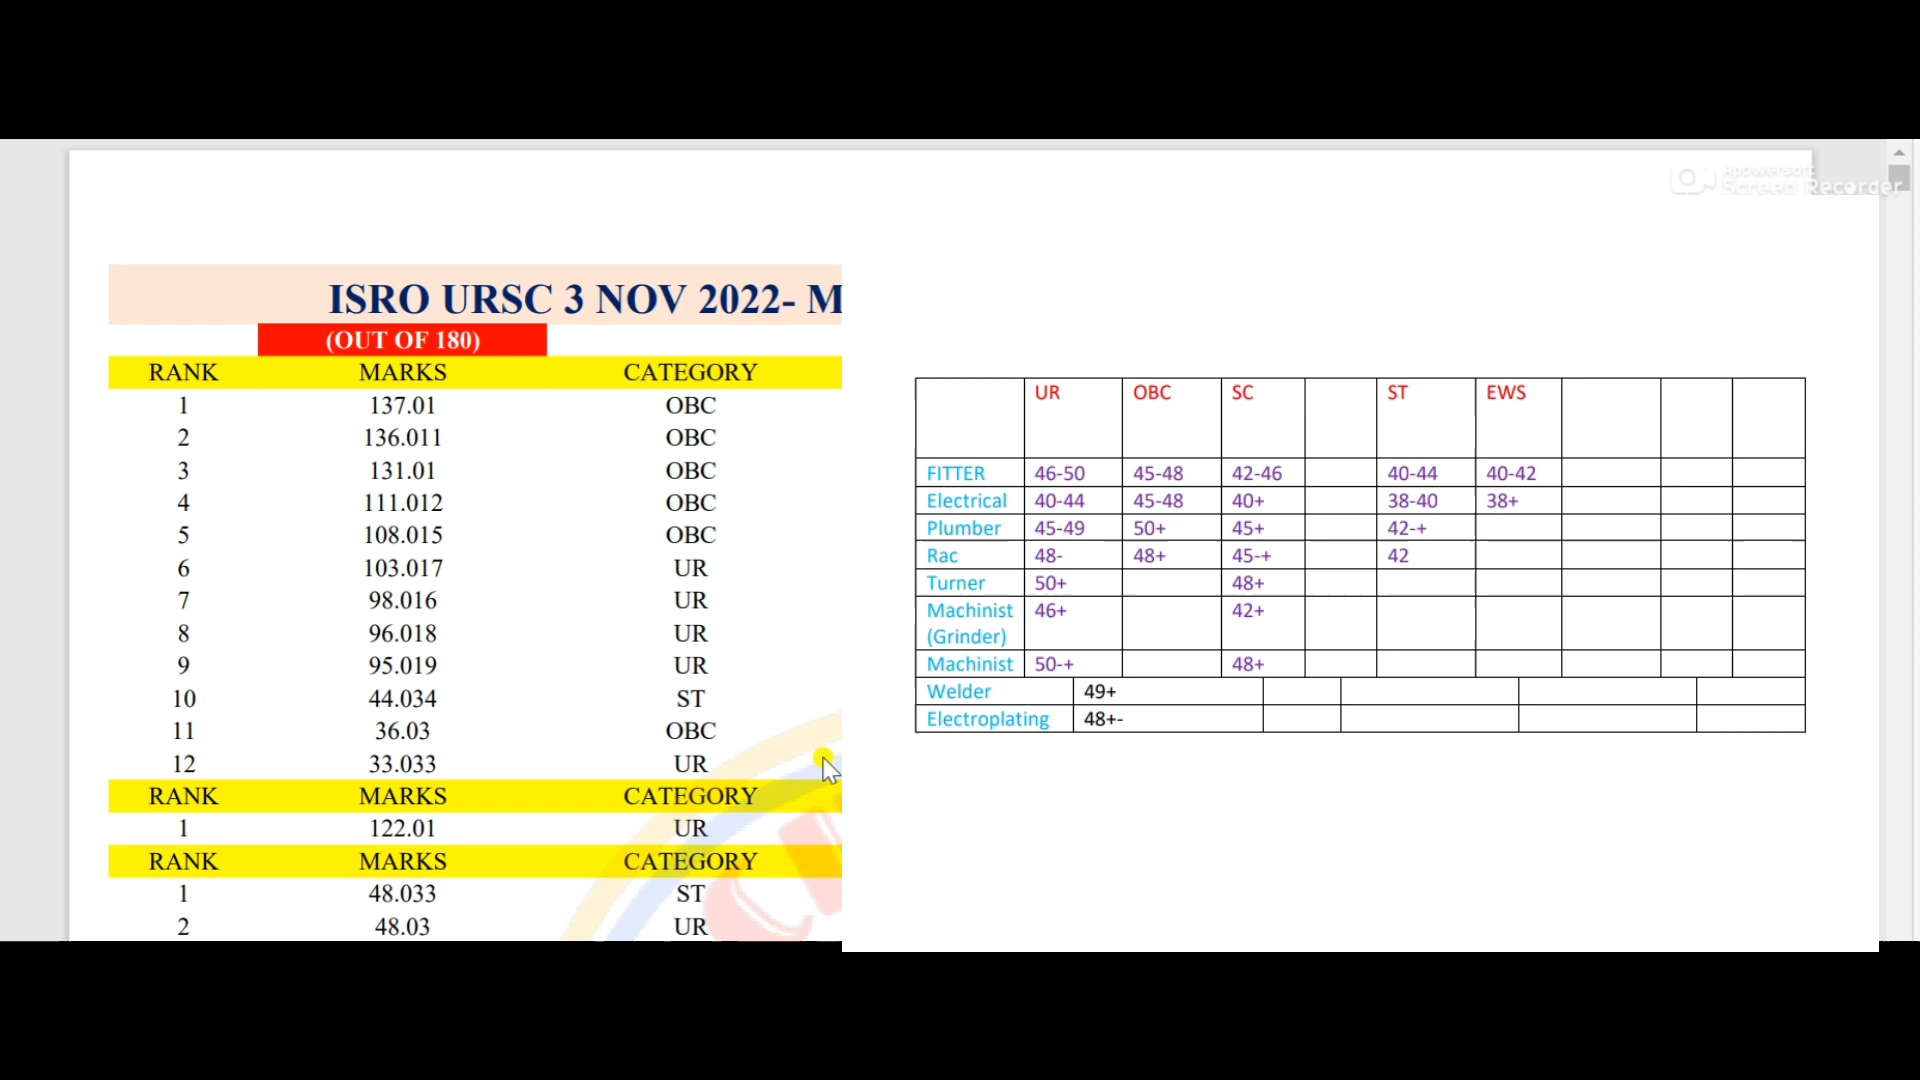 Apowersoft
Screen Recorder
ISRO URSC 3 NOV 2022- M
(OUT OF 180)
RANK MARKS CATEGORY
1 137.01 OBC
2 136.011 OBC
3 131.01 OBC
4 111.012 OBC
5 108.015 OBC
6 103.017 UR
7 98.016 UR
8 96.018 UR
9 95.019 UR
10 44.034 ST
11 36.03 OBC
12 33.033 UR
RANK MARKS CATEGORY
1 122.01 UR
RANK MARKS CATEGORY
1 48.033 ST
2 48.03 UR
UR OBC SC ST EWS
FITTER 46-50 45-48 42-46 40-44 40-42
Electrical 40-44 45-48 40+ 38-40 38+
Plumber 45-49 50+ 45+ 42-+
Rac 48- 48+ 45-+ 42
Turner 50+ 48+
Machinist 46+ 42+
(Grinder)
Machinist 50-+ 48+
Welder 49+
Electroplating 48+-